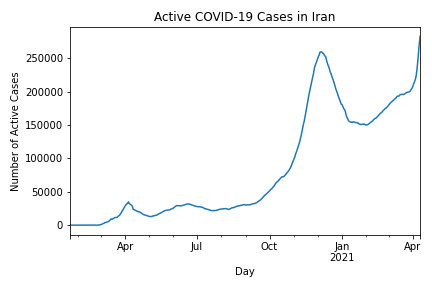 Active COVID-19 Cases in Iran
Number of Active Cases
250000
200000
150000
100000
50000
0
Apr
Jul
Oct
Jan
2021
Apr
Day